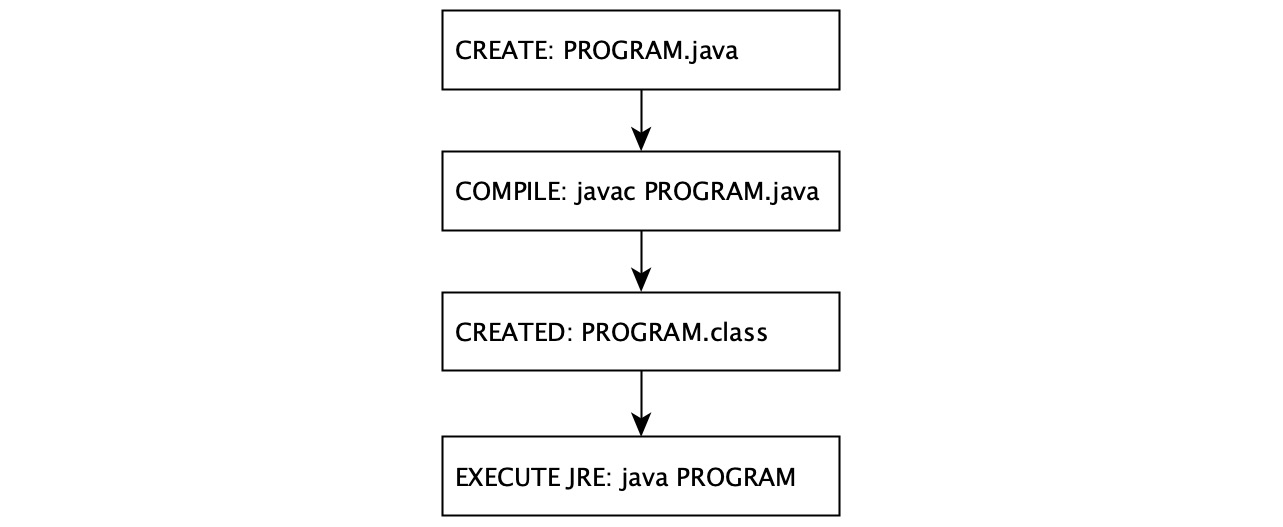 CREATE: PROGRAM.java
COMPILE: javac PROGRAM.java
CREATED: PROGRAM.class
EXECUTE JRE: java PROGRAM